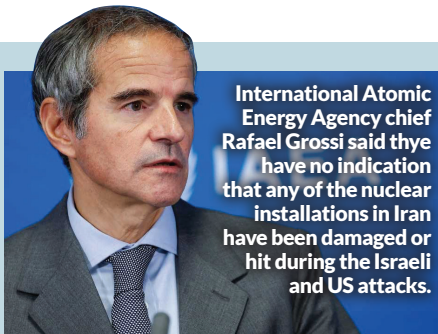 International Atomic
Energy Agency chief
Rafael Grossi said thye
have no indication
that any of the nuclear
installations in Iran
have been damaged or
hit during the Israeli
and US attacks.